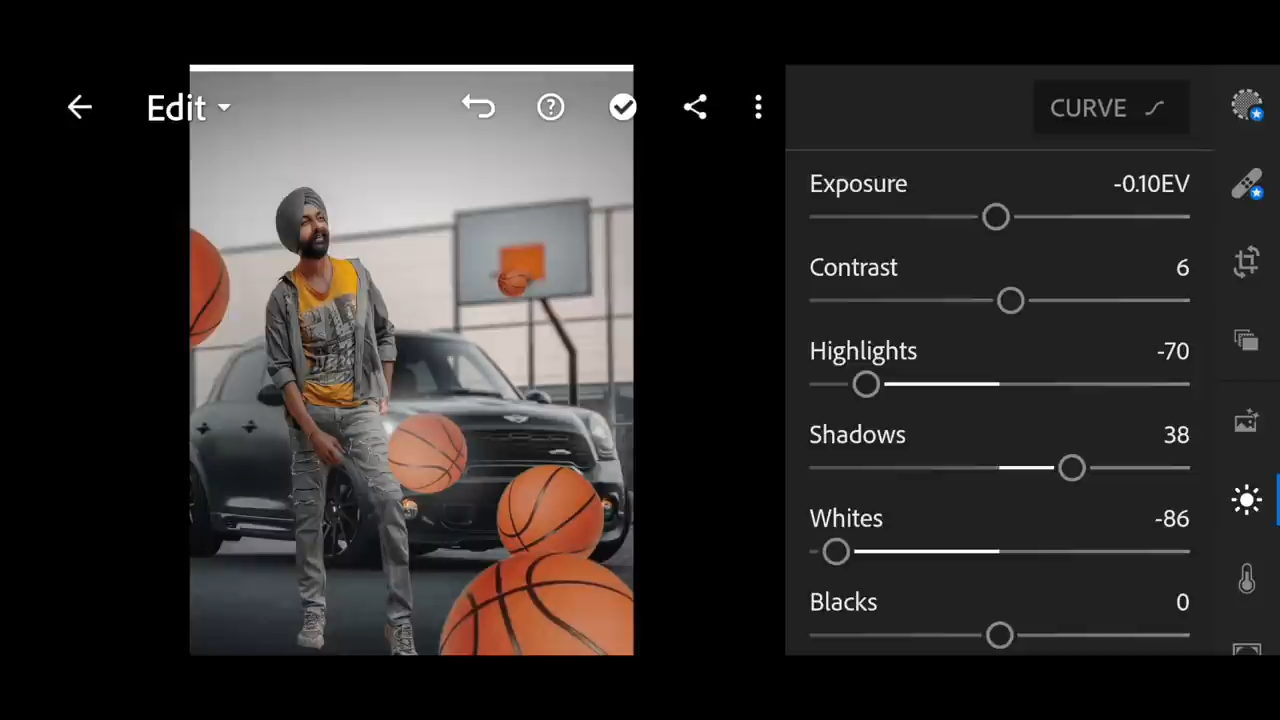 Edit
CURVE
Exposure -0.10EV
Contrast 6
Highlights -70
Shadows 38
Whites -86
Blacks 0